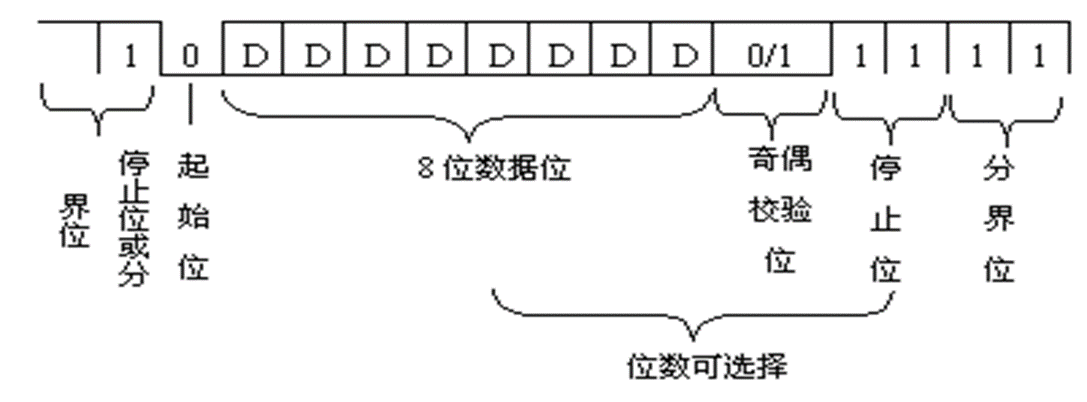 1 0 D D D D D D D D 0/1 1 1 1 1
停止位或分
界位
起始位
8位数据位
奇偶校验位
停止位
分界位
位数可选择